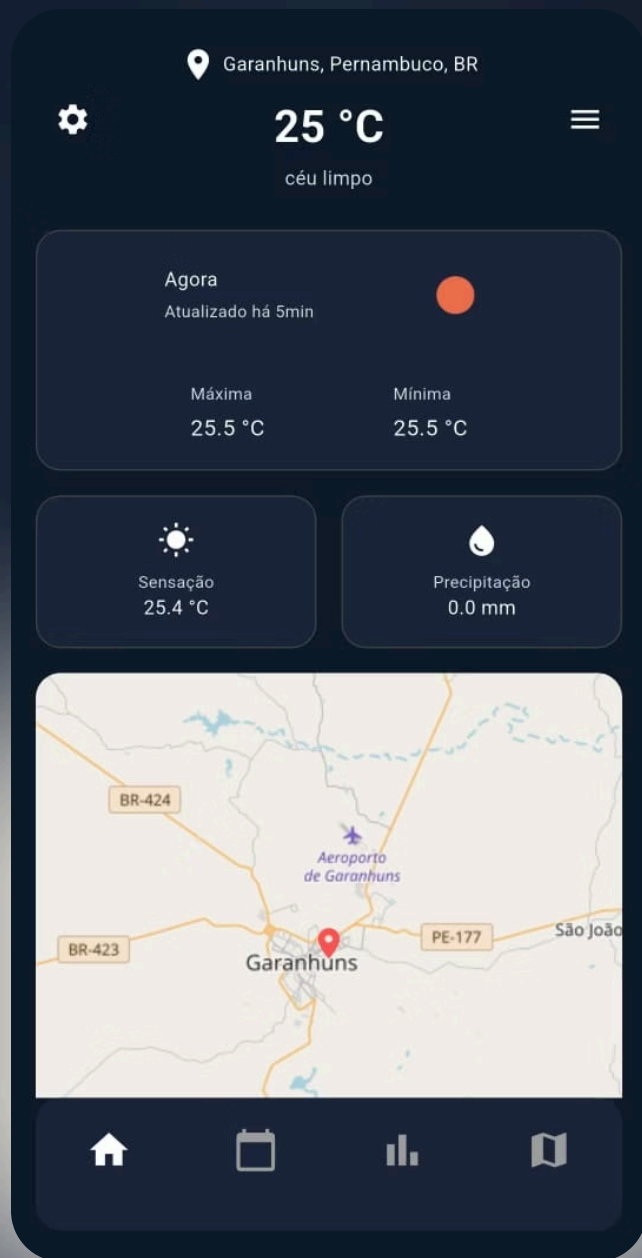 Garanhuns, Pernambuco, BR
25 °C
céu limpo
Agora
Atualizado há 5min
Máxima
Mínima
25.5 °C
25.5 °C
Sensação
Precipitação
25.4 °C
0.0 mm
BR-424
Aeroporto
de Garanhuns
BR-423
PE-177
São João
Garanhuns